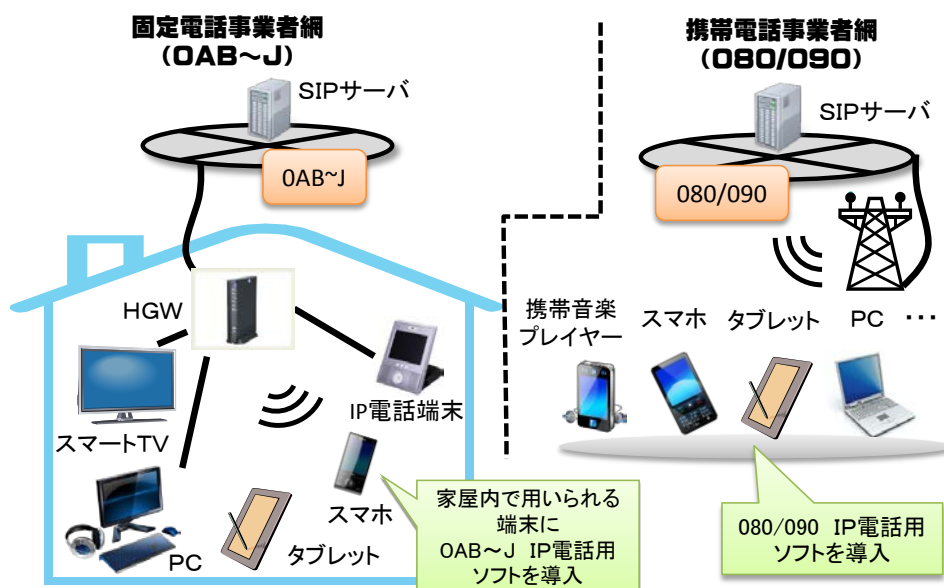 固定電話事業者網
(0AB～J)
SIPサーバ
0AB~J
HGW
スマートTV
IP電話端末
スマホ
PC
タブレット
家屋内で用いられる
端末に
0AB～J IP電話用
ソフトを導入
携帯電話事業者網
(080/090)
SIPサーバ
080/090
携帯音楽
プレイヤー
スマホ
タブレット
PC
…
080/090 IP電話用
ソフトを導入